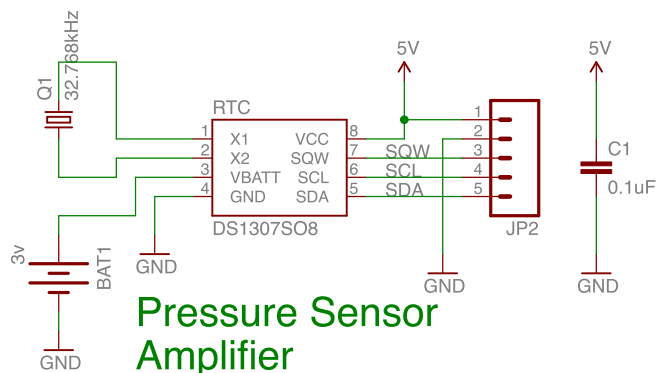 Q1
32.768kHz
5V
5V
RTC
1 X1 VCC 8
2 X2 SQW 7 SQW
3 VBATT SCL 6 SCL
4 GND SDA 5 SDA
DS1307SO8
1
2
3
4
5
JP2
C1
0.1uF
3v
BAT1
GND
GND
GND
GND
Pressure Sensor
Amplifier